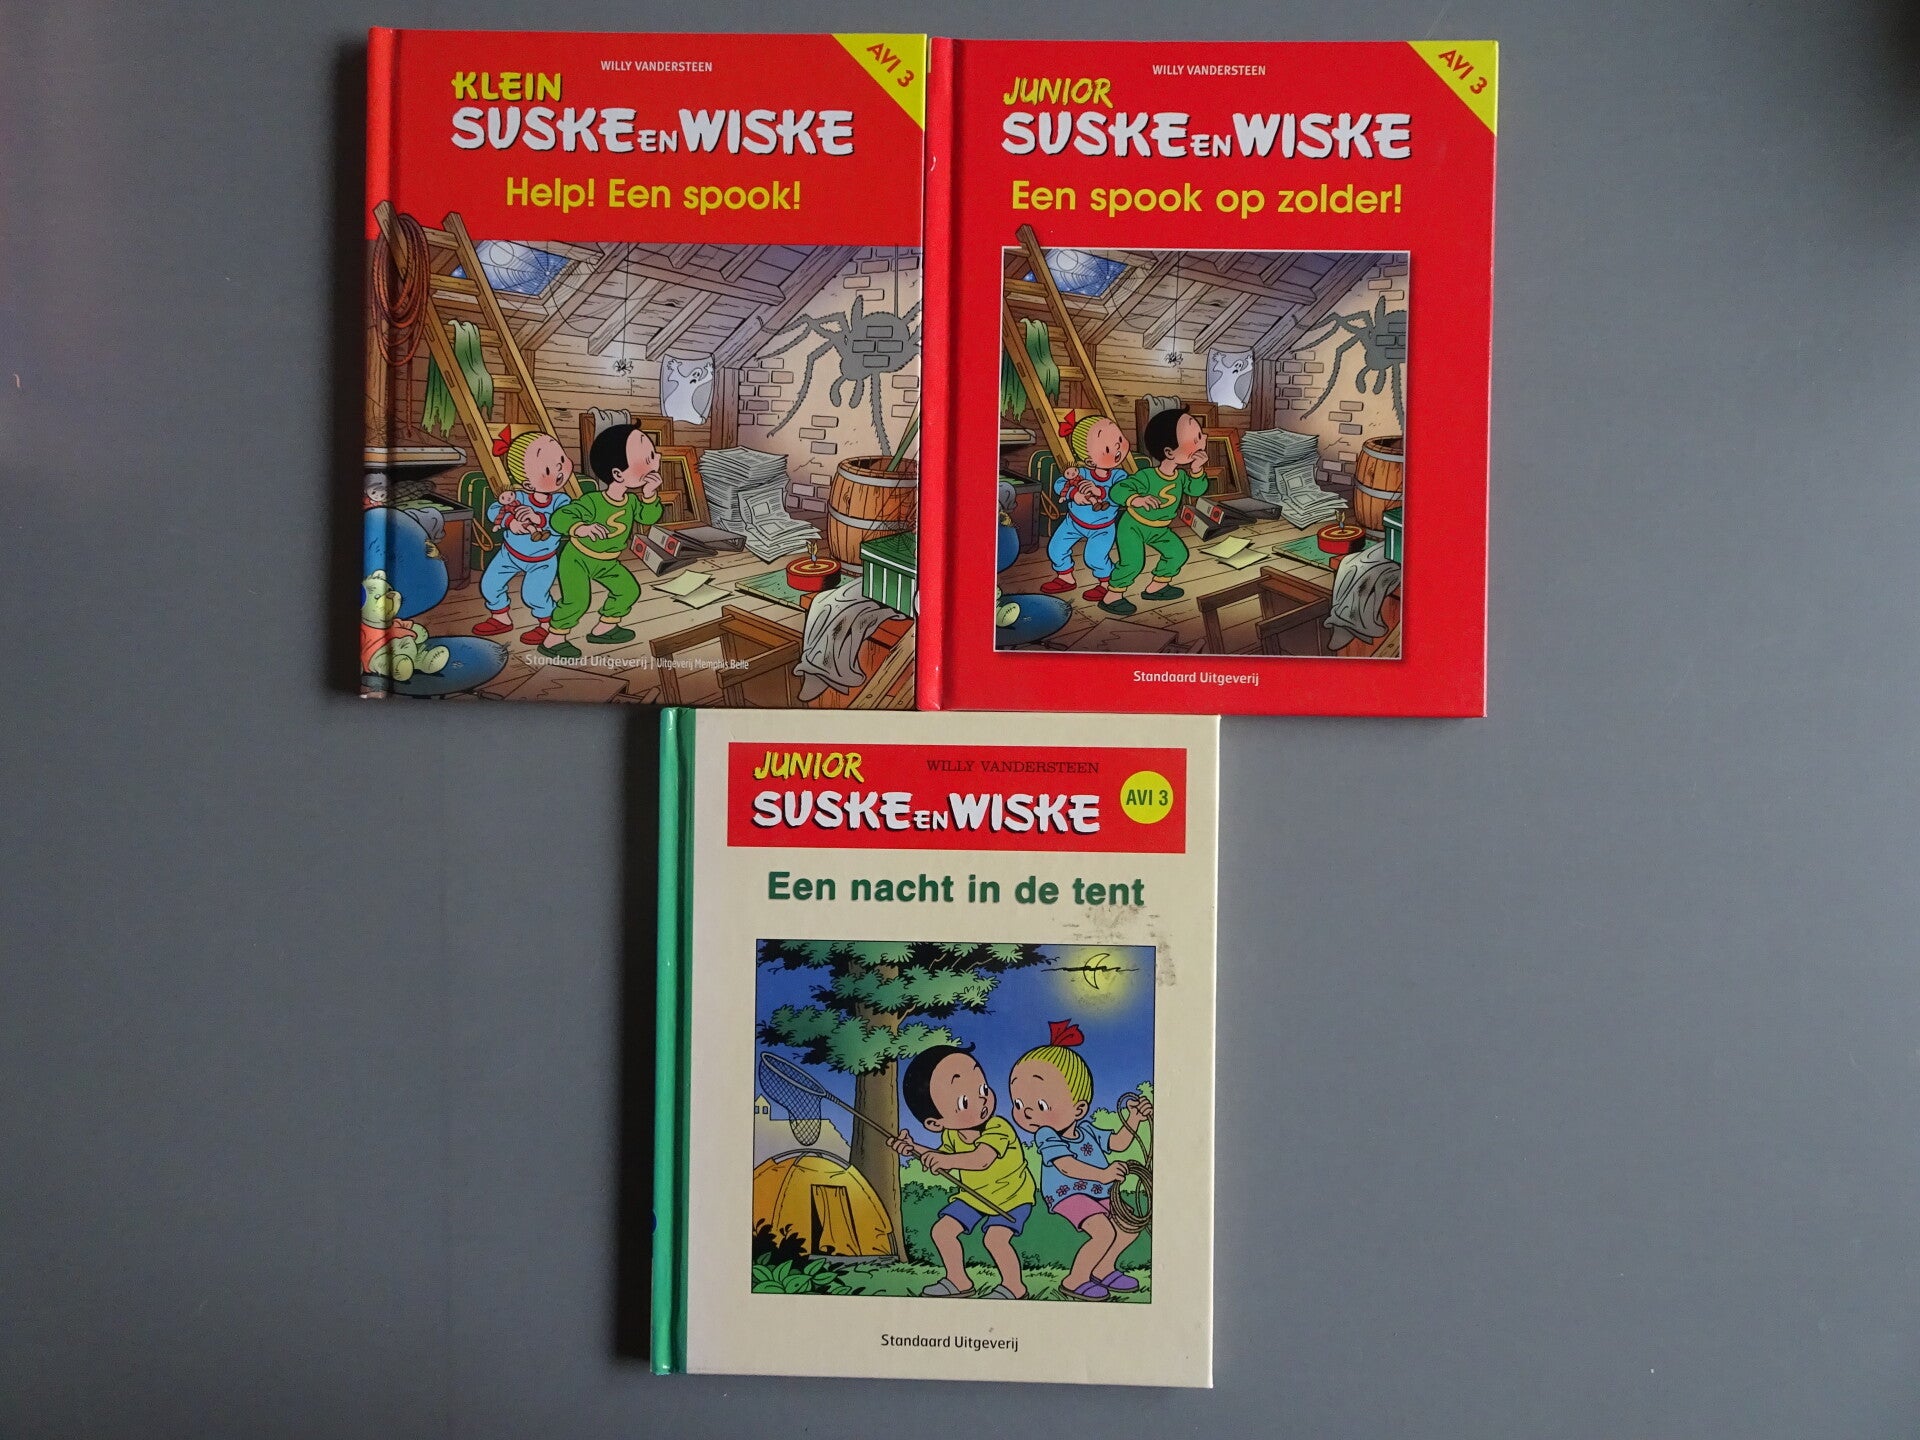 WILLY VANDERSTEEN
AVI 3
KLEIN
SUSKE EN WISKE
Help! Een spook!
Standaard Uitgeverij | Uitgeverij Memphis Belle
WILLY VANDERSTEEN
AVI 3
JUNIOR
SUSKE EN WISKE
Een spook op zolder!
S
Standaard Uitgeverij
JUNIOR
WILLY VANDERSTEEN
SUSKE EN WISKE
AVI 3
Een nacht in de tent
Standaard Uitgeverij